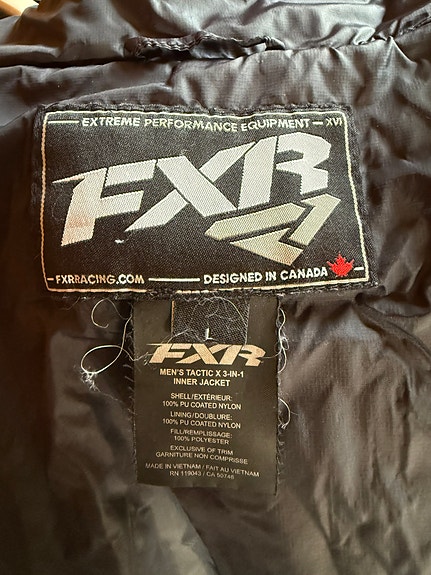 EXTREME PERFORMANCE EQUIPMENT XVI
FXR
FXRRACING.COM DESIGNED IN CANADA
L
FXR
MEN'S TACTIC X 3-IN-1
INNER JACKET
SHELL/EXTÉRIEUR:
100% PU COATED NYLON
LINING/DOUBLURE:
100% PU COATED NYLON
FILL/REMPLISSAGE:
100% POLYESTER
EXCLUSIVE OF TRIM
GARNITURE NON COMPRISSE
MADE IN VIETNAM / FAIT AU VIETNAM
RN 119043 / CA 50746